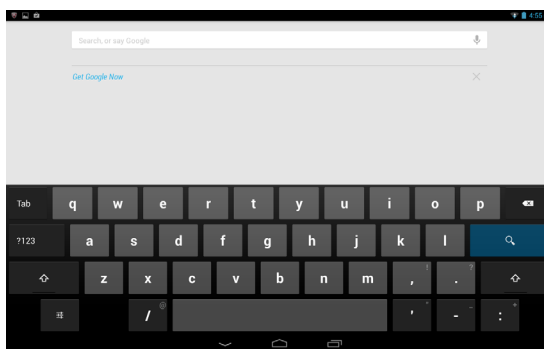 4:55
Search, or say Google
Get Google Now
Tab q w e r t y u i o p
?123 a s d f g h j k l
z x c v b n m , ! . ?
/ @ ' " - _ : *